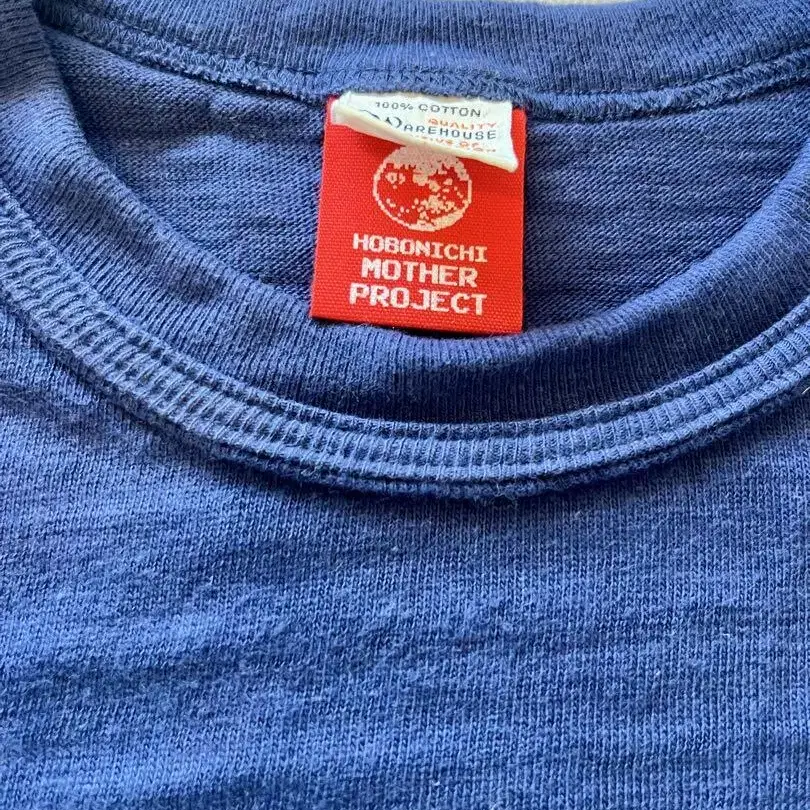 100% COTTON
QUALITY
WAREHOUSE
HOBONICHI
MOTHER
PROJECT